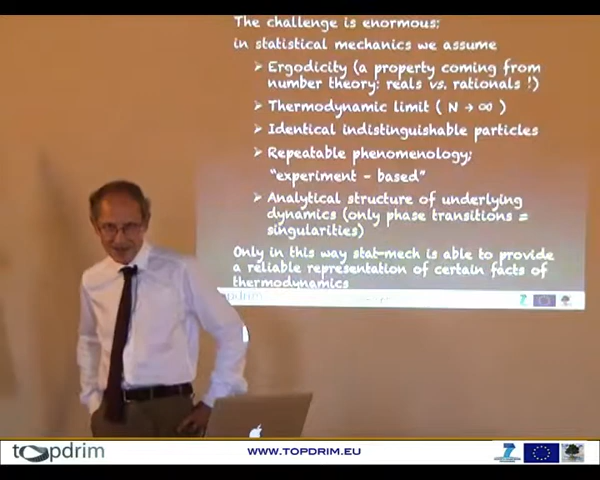 The challenge is enormous:
in statistical mechanics we assume
➢ Ergodicity (a property coming from
number theory: reals vs. rationals !)
➢ Thermodynamic limit ( N → ∞ )
➢ Identical indistinguishable particles
➢ Repeatable phenomenology;
"experiment - based"
➢ Analytical structure of underlying
dynamics (only phase transitions =
singularities)
Only in this way stat-mech is able to provide
a reliable representation of certain facts of
thermodynamics
topdrim
WWW.TOPDRIM.EU